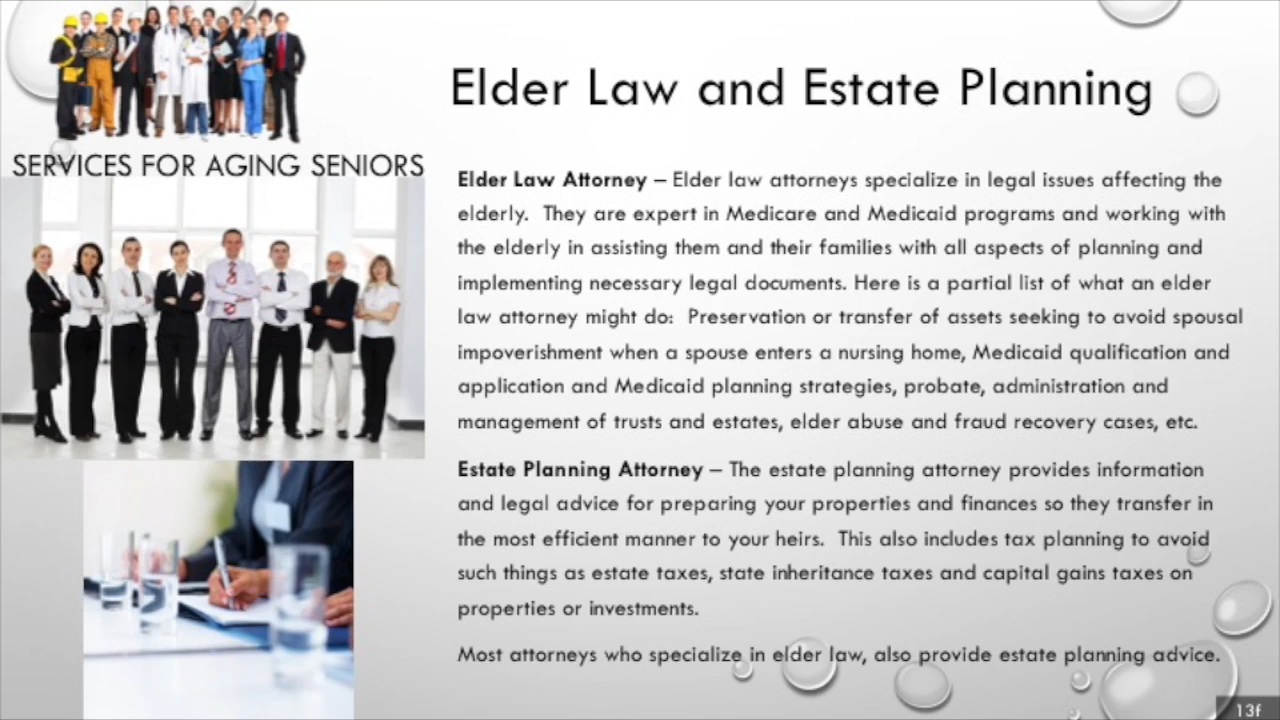 Elder Law and Estate Planning
SERVICES FOR AGING SENIORS
Elder Law Attorney – Elder law attorneys specialize in legal issues affecting the
elderly.  They are expert in Medicare and Medicaid programs and working with
the elderly in assisting them and their families with all aspects of planning and
implementing necessary legal documents. Here is a partial list of what an elder
law attorney might do:  Preservation or transfer of assets seeking to avoid spousal
impoverishment when a spouse enters a nursing home, Medicaid qualification and
application and Medicaid planning strategies, probate, administration and
management of trusts and estates, elder abuse and fraud recovery cases, etc.
Estate Planning Attorney – The estate planning attorney provides information
and legal advice for preparing your properties and finances so they transfer in
the most efficient manner to your heirs.  This also includes tax planning to avoid
such things as estate taxes, state inheritance taxes and capital gains taxes on
properties or investments.
Most attorneys who specialize in elder law, also provide estate planning advice.
13f